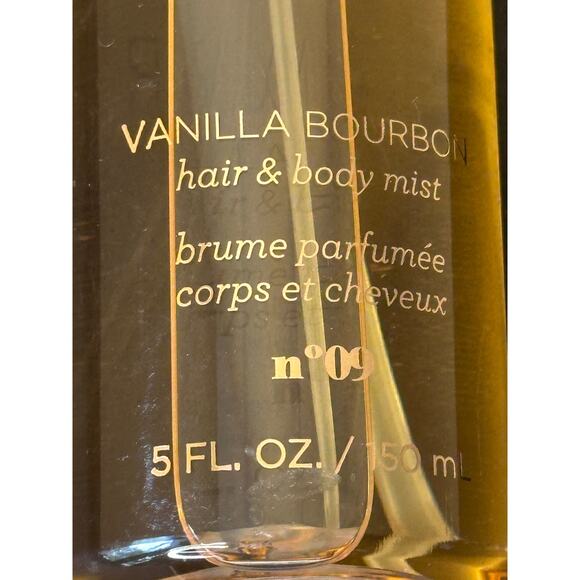 VANILLA BOURBON
hair & body mist
brume parfumée
corps et cheveux
n°09
5 FL. OZ. / 150 mL